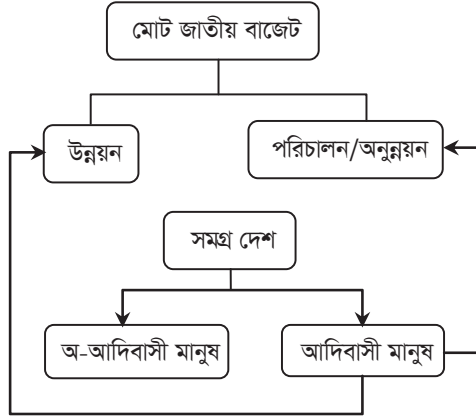 মোট জাতীয় বাজেট
উন্নয়ন
পরিচালন/অনুন্নয়ন
সমগ্র দেশ
অ-আদিবাসী মানুষ
আদিবাসী মানুষ